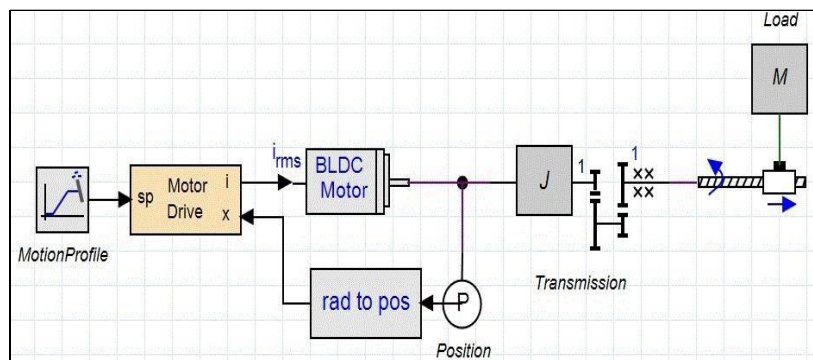 Load
M
i rms
BLDC
Motor
1
1
J
sp
Motor
Drive
i
x
MotionProfile
Transmission
rad to pos
P
Position